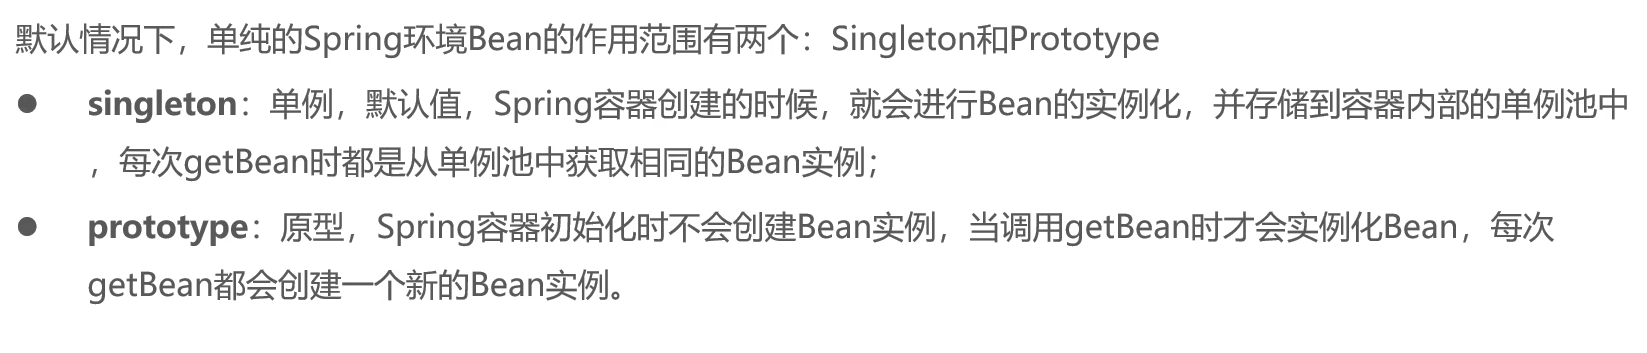 默认情况下，单纯的Spring环境Bean的作用范围有两个：Singleton和Prototype
● singleton：单例，默认值，Spring容器创建的时候，就会进行Bean的实例化，并存储到容器内部的单例池中
，每次getBean时都是从单例池中获取相同的Bean实例；
● prototype：原型，Spring容器初始化时不会创建Bean实例，当调用getBean时才会实例化Bean，每次
getBean都会创建一个新的Bean实例。